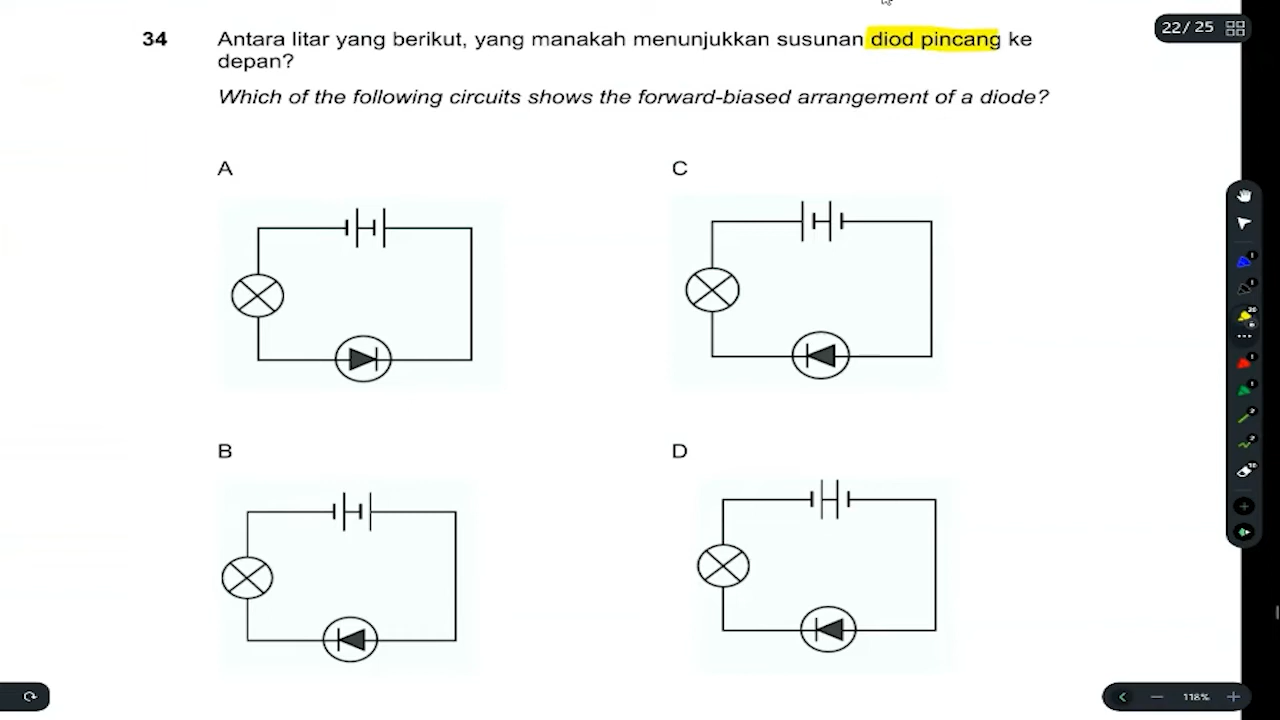 34 Antara litar yang berikut, yang manakah menunjukkan susunan diod pincang ke
depan?
Which of the following circuits shows the forward-biased arrangement of a diode?
A
C
B
D
22/ 25
118%